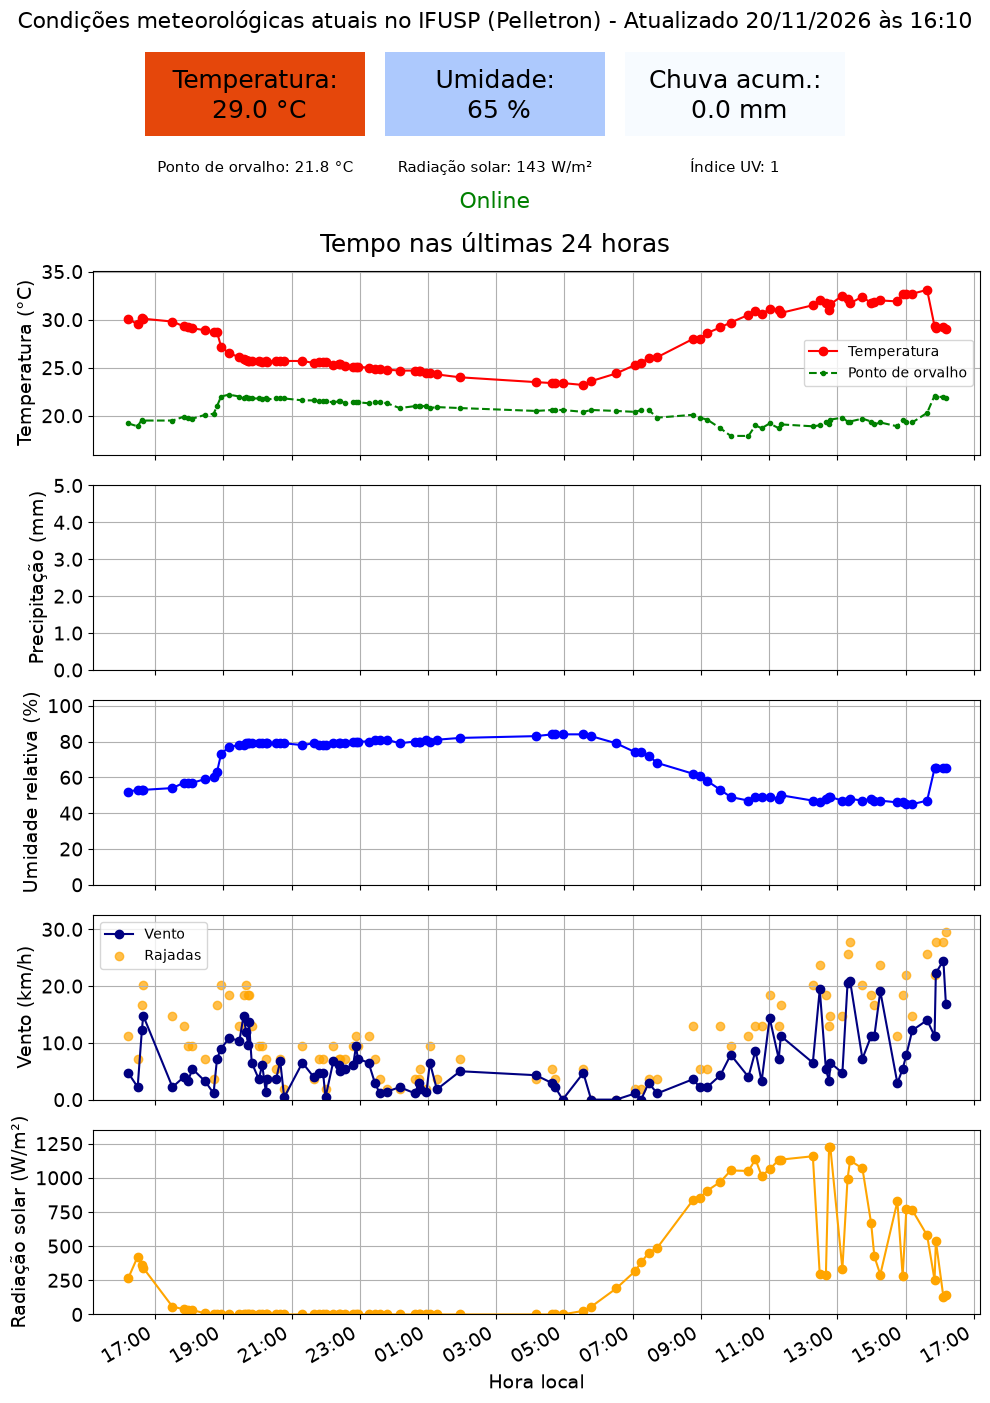 Condições meteorológicas atuais no IFUSP (Pelletron) - Atualizado 20/11/2026 às 16:10
Temperatura:
29.0 °C
Umidade:
65 %
Chuva acum.:
0.0 mm
Ponto de orvalho: 21.8 °C
Radiação solar: 143 W/m²
Índice UV: 1
Online
Tempo nas últimas 24 horas
Temperatura (°C)
35.0
30.0
25.0
20.0
Temperatura
Ponto de orvalho
Precipitação (mm)
5.0
4.0
3.0
2.0
1.0
0.0
Umidade relativa (%)
100
80
60
40
20
0
Vento (km/h)
30.0
20.0
10.0
0.0
Vento
Rajadas
Radiação solar (W/m²)
1250
1000
750
500
250
0
17:00
19:00
21:00
23:00
01:00
03:00
05:00
07:00
09:00
11:00
13:00
15:00
17:00
Hora local